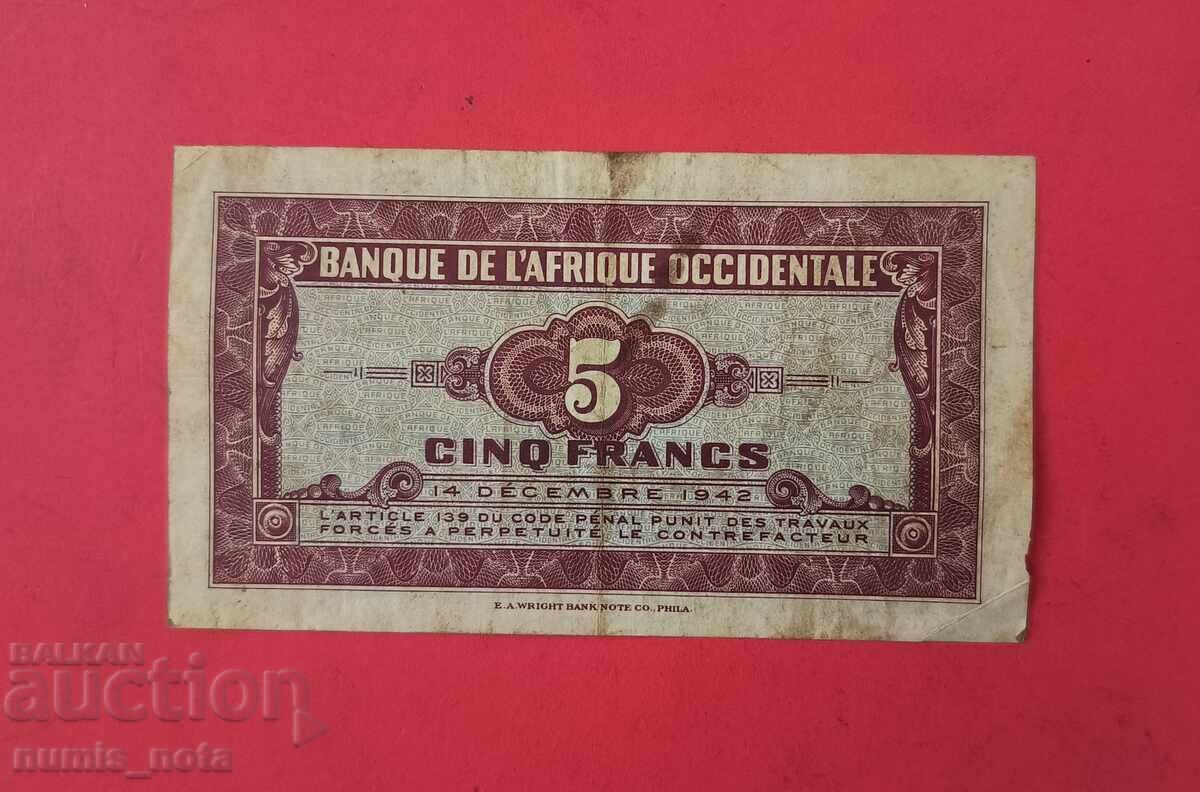 BANQUE DE L'AFRIQUE OCCIDENTALE
5
CINQ FRANCS
14 DÉCEMBRE 1942
L'ARTICLE 139 DU CODE PÉNAL PUNIT DES TRAVAUX
FORCÉS A PERPÉTUITÉ LE CONTREFACTEUR
E.A.WRIGHT BANK NOTE CO., PHILA.
BALKAN
auction
numis_nota